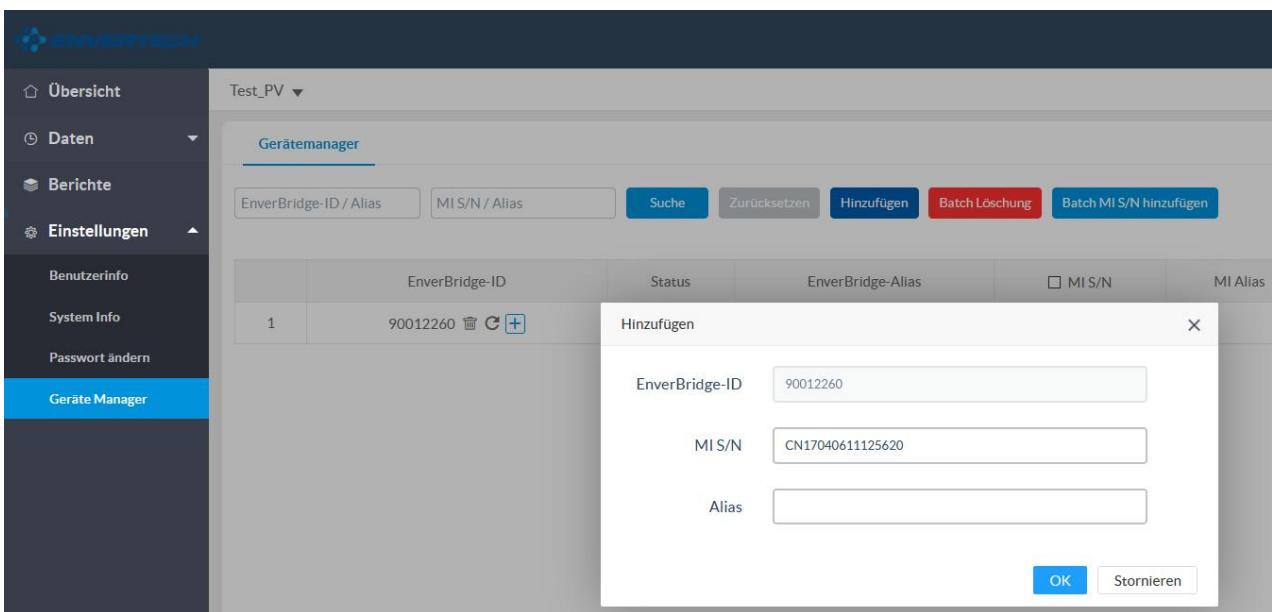 ENVERTECH
Übersicht
Test_PV
Daten
Gerätemanager
Berichte
EnverBridge-ID / Alias MI S/N / Alias Suche Zurücksetzen Hinzufügen Batch Löschung Batch MI S/N hinzufügen
Einstellungen
Benutzerinfo
System Info
Passwort ändern
Geräte Manager
EnverBridge-ID Status EnverBridge-Alias MI S/N MI Alias
1 90012260
Hinzufügen
EnverBridge-ID 90012260
MI S/N CN17040611125620
Alias
OK Stornieren